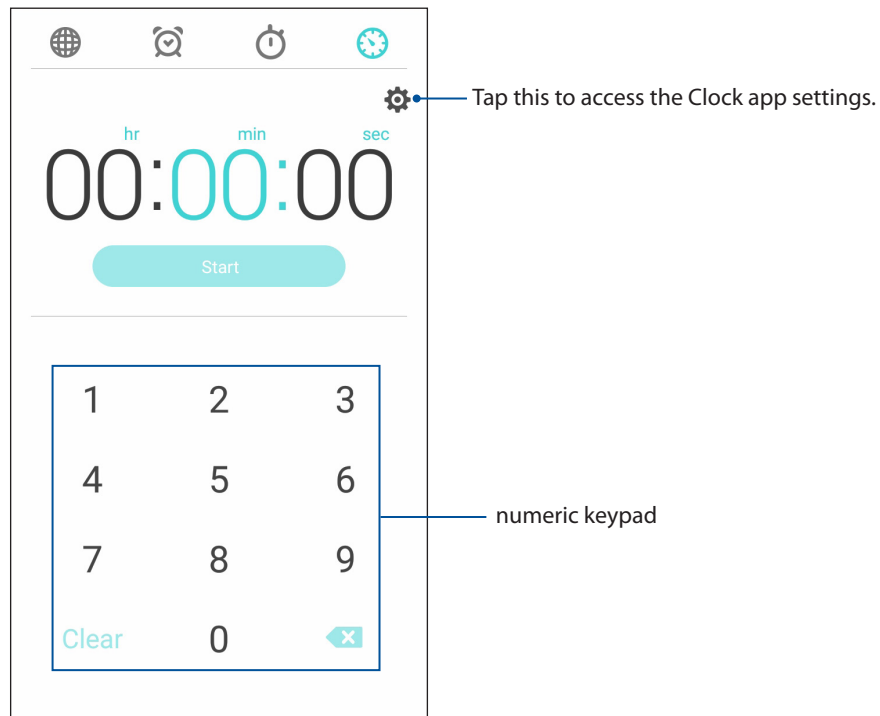 Tap this to access the Clock app settings.
hr min sec
00:00:00
Start
1 2 3
4 5 6
numeric keypad
7 8 9
Clear 0